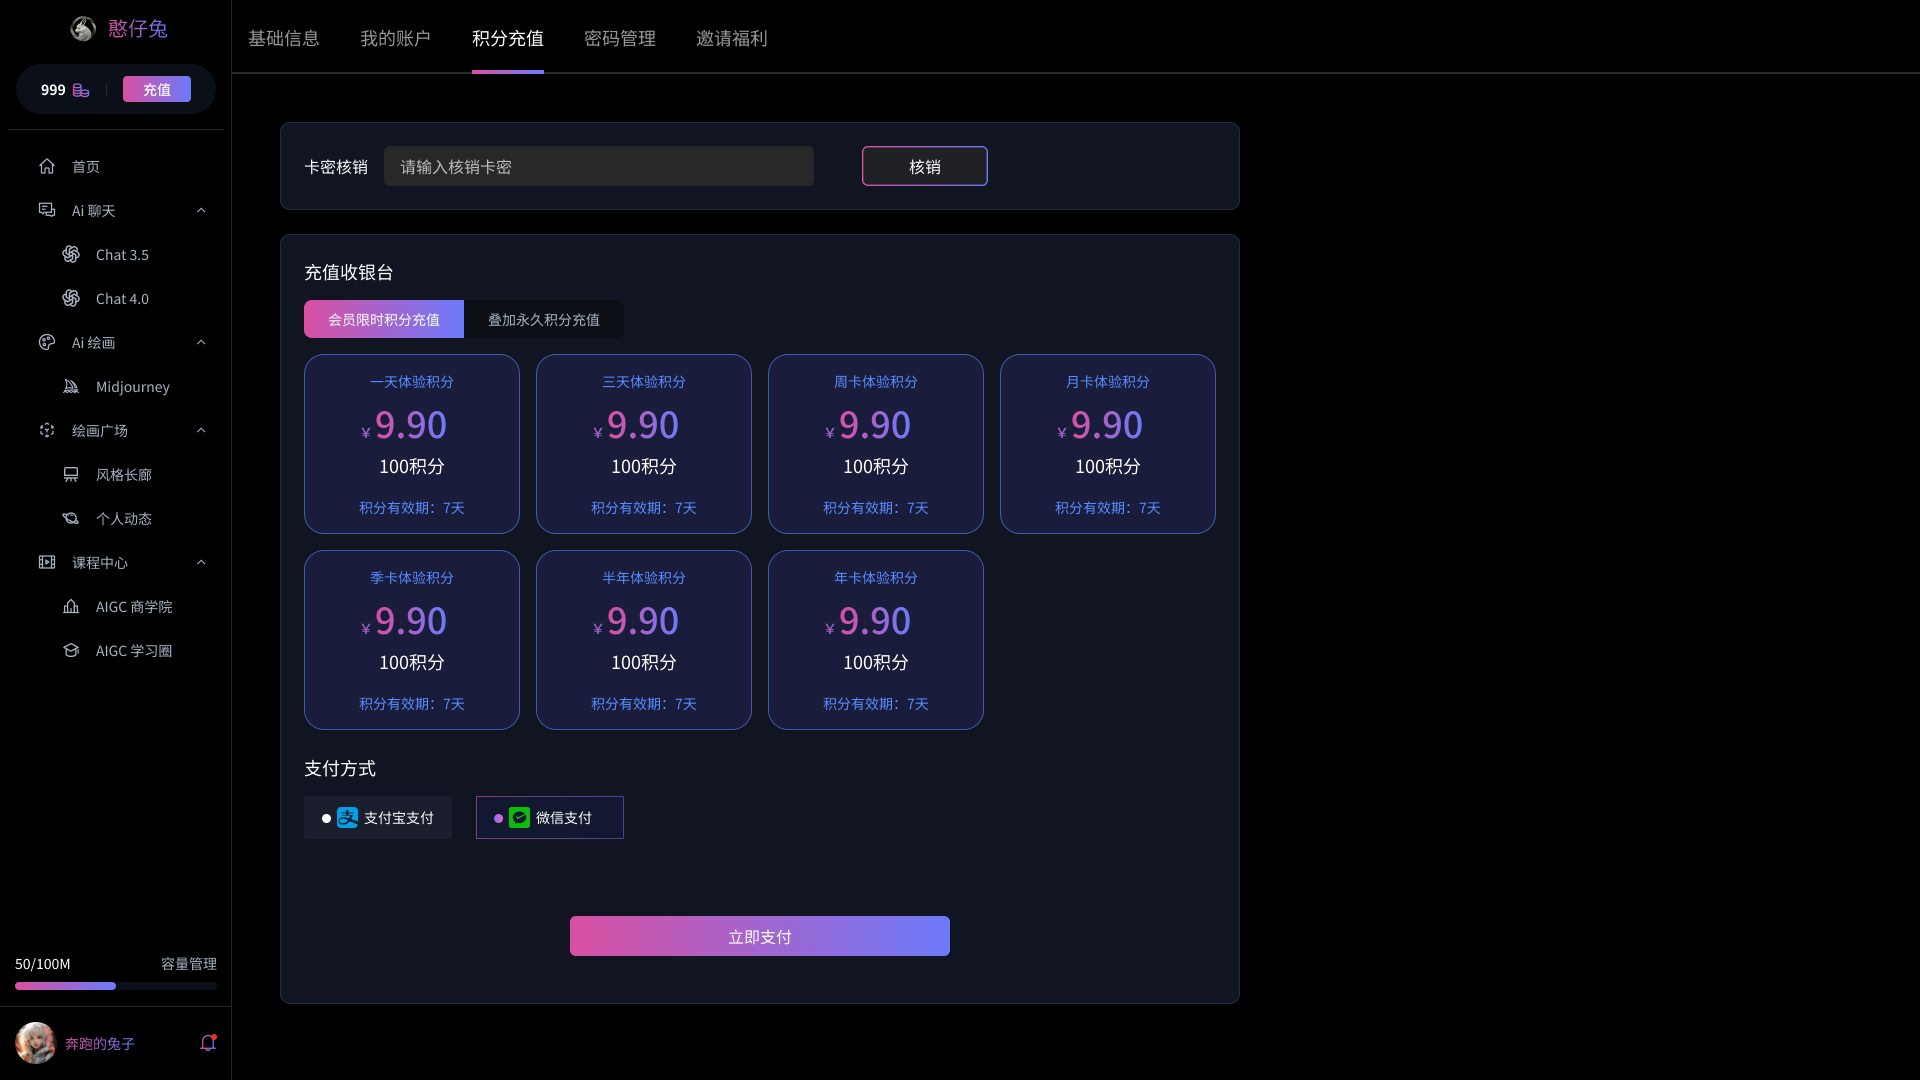 憨仔兔
999
充值
首页
Ai 聊天
Chat 3.5
Chat 4.0
Ai 绘画
Midjourney
绘画广场
风格长廊
个人动态
课程中心
AIGC 商学院
AIGC 学习圈
50/100M 容量管理
奔跑的兔子
基础信息 我的账户 积分充值 密码管理 邀请福利
卡密核销 请输入核销卡密 核销
充值收银台
会员限时积分充值 叠加永久积分充值
一天体验积分
¥ 9.90
100积分
积分有效期：7天
三天体验积分
¥ 9.90
100积分
积分有效期：7天
周卡体验积分
¥ 9.90
100积分
积分有效期：7天
月卡体验积分
¥ 9.90
100积分
积分有效期：7天
季卡体验积分
¥ 9.90
100积分
积分有效期：7天
半年体验积分
¥ 9.90
100积分
积分有效期：7天
年卡体验积分
¥ 9.90
100积分
积分有效期：7天
支付方式
支付宝支付 微信支付
立即支付